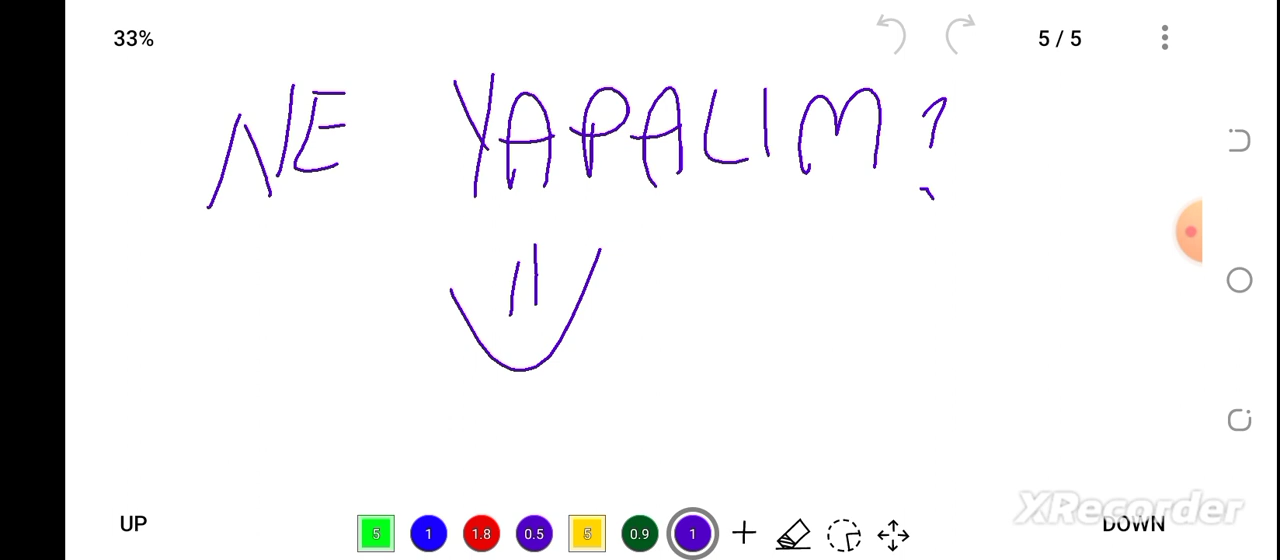 33%
5 / 5
NE YAPALIM?
UP
5 1 1.8 0.5 5 0.9 1
XRecorder
DOWN